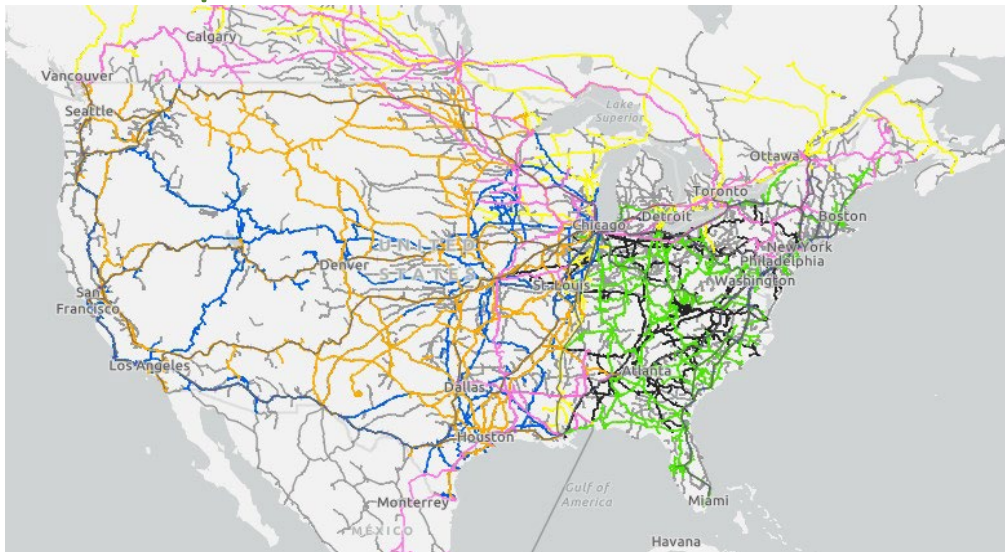 Calgary
Vancouver
Seattle
Lake
Superior
Ottawa
Toronto
Detroit
Boston
Chicago
New York
Philadelphia
UNITED
STATES
Denver
Washington
St. Louis
San
Francisco
Los Angeles
Atlanta
Dallas
Houston
Gulf of
America
Monterrey
Miami
MÉXICO
Havana